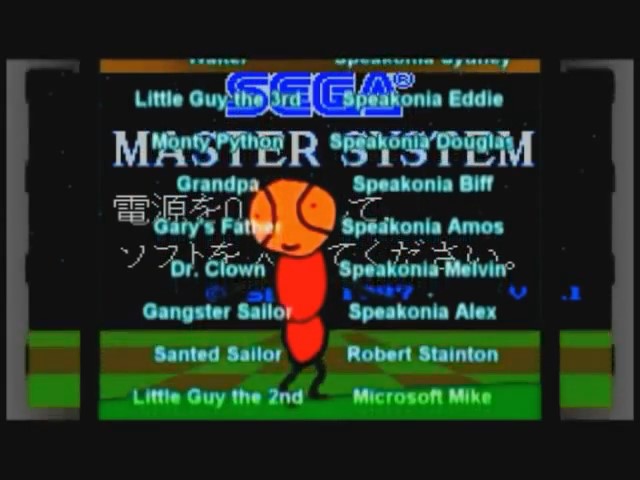 Walter Speakonia Sydney
SEGA®
Little Guy the 3rd Speakonia Eddie
MASTER SYSTEM
Monty Python Speakonia Douglas
Grandpa Speakonia Biff
電源を て、
Gary's Father Speakonia Amos
ソフトを てください。
Dr. Clown Speakonia Melvin
©
Gangster Sailor Speakonia Alex
Santed Sailor Robert Stainton
Little Guy the 2nd Microsoft Mike